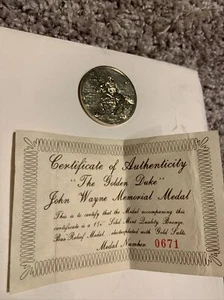 Certificate of Authenticity
"The Golden Duke"
John Wayne Memorial Medal
This is to certify that the Medal accompanying this
certificate is a 1½" Solid Mint Quality Bronze
Bas Relief Medal electroplated with Gold
Medal Number 0671